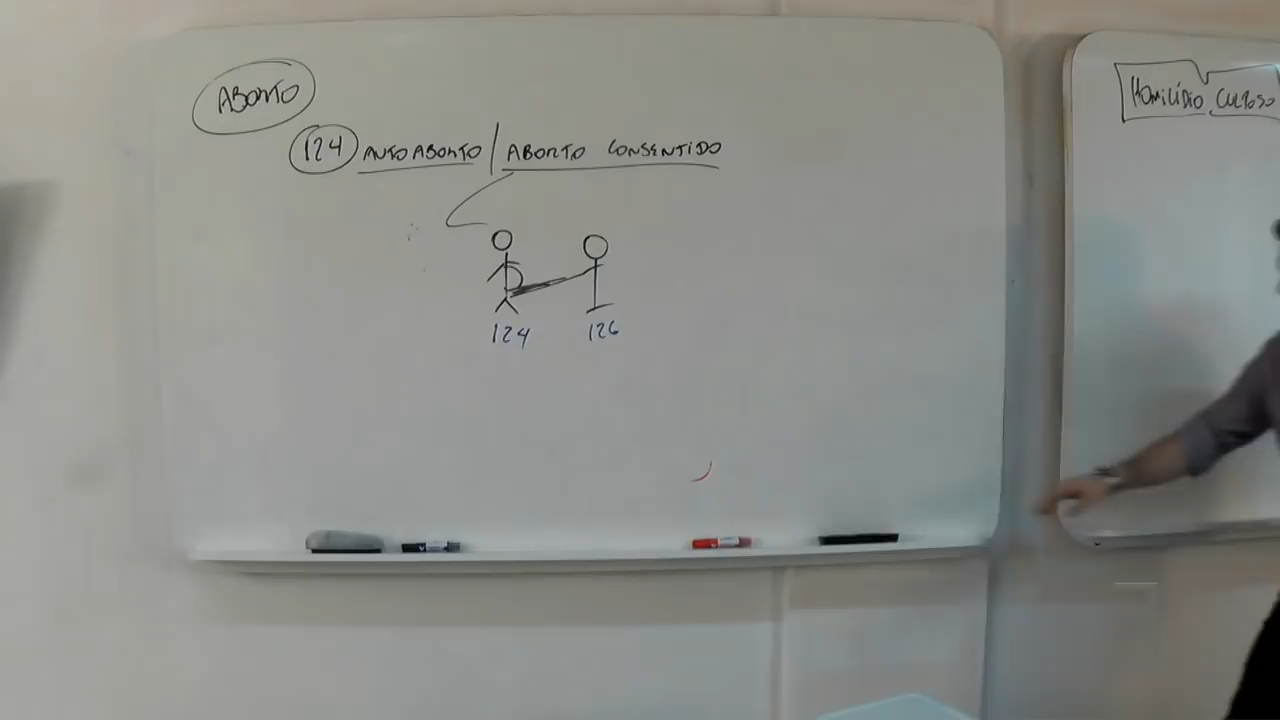 ABORTO
124 AUTOABORTO / ABORTO CONSENTIDO
124 126
HOMICÍDIO CULPOSO